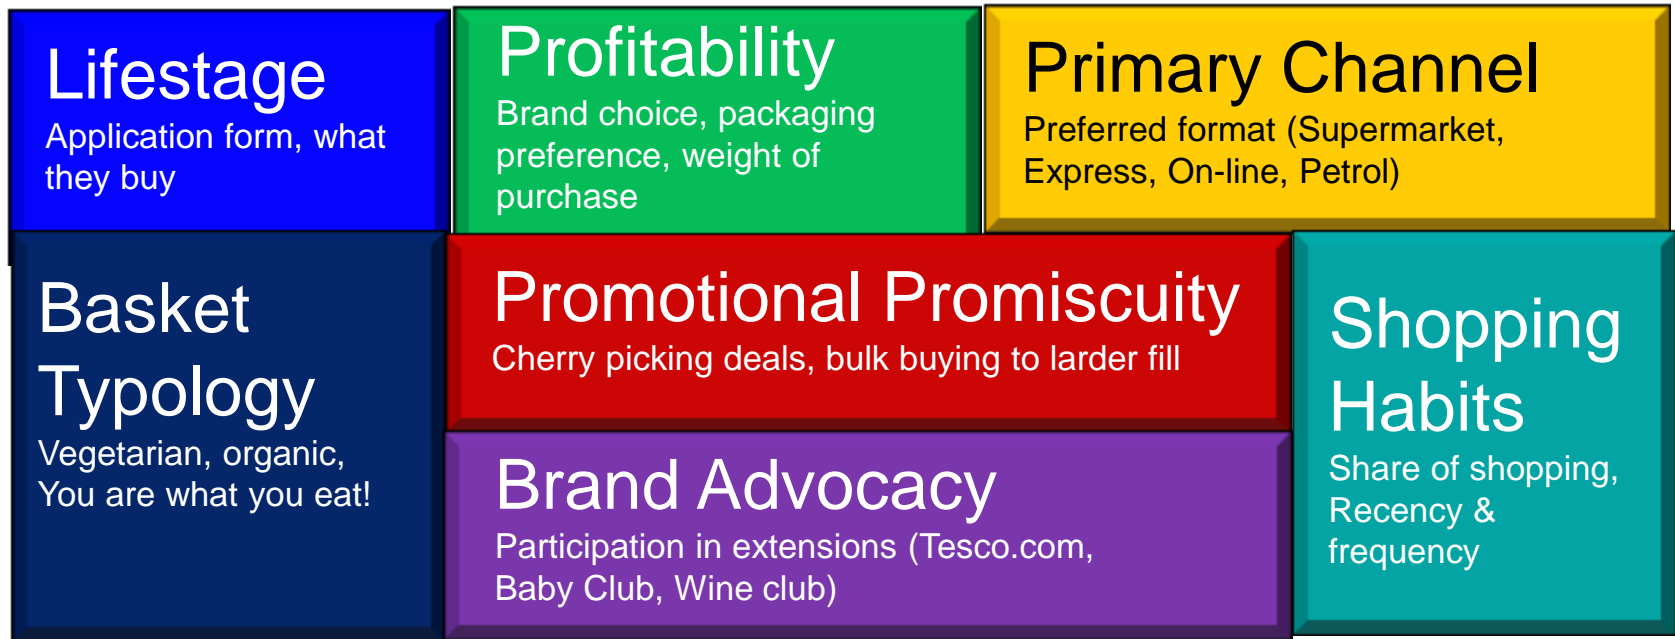 Lifestage
Application form, what
they buy
Profitability
Brand choice, packaging
preference, weight of
purchase
Primary Channel
Preferred format (Supermarket,
Express, On-line, Petrol)
Basket
Typology
Vegetarian, organic,
You are what you eat!
Promotional Promiscuity
Cherry picking deals, bulk buying to larder fill
Brand Advocacy
Participation in extensions (Tesco.com,
Baby Club, Wine club)
Shopping
Habits
Share of shopping,
Recency &
frequency